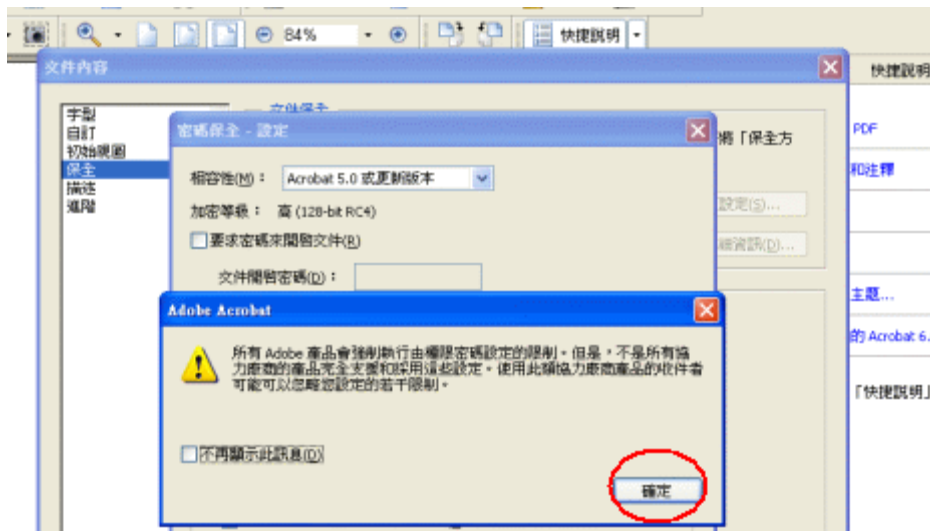 84%
快捷說明
文件內容
快捷說明
字型
自訂
初始視圖
保全
描述
進階
文件保全
將「保全方
設定(S)...
細資訊(D)...
PDF
和注釋
主題...
的 Acrobat 6.
「快捷說明」
密碼保全 - 設定
相容性(M)： Acrobat 5.0 或更新版本
加密等級： 高 (128-bit RC4)
要求密碼來開啟文件(R)
文件開啟密碼(O)：
Adobe Acrobat
所有 Adobe 產品會強制執行由權限密碼設定的限制。但是，不是所有協
力廠商的產品完全支援和採用這些設定。使用此類協力廠商產品的收件者
可能可以忽略您設定的若干限制。
不再顯示此訊息(D)
確定